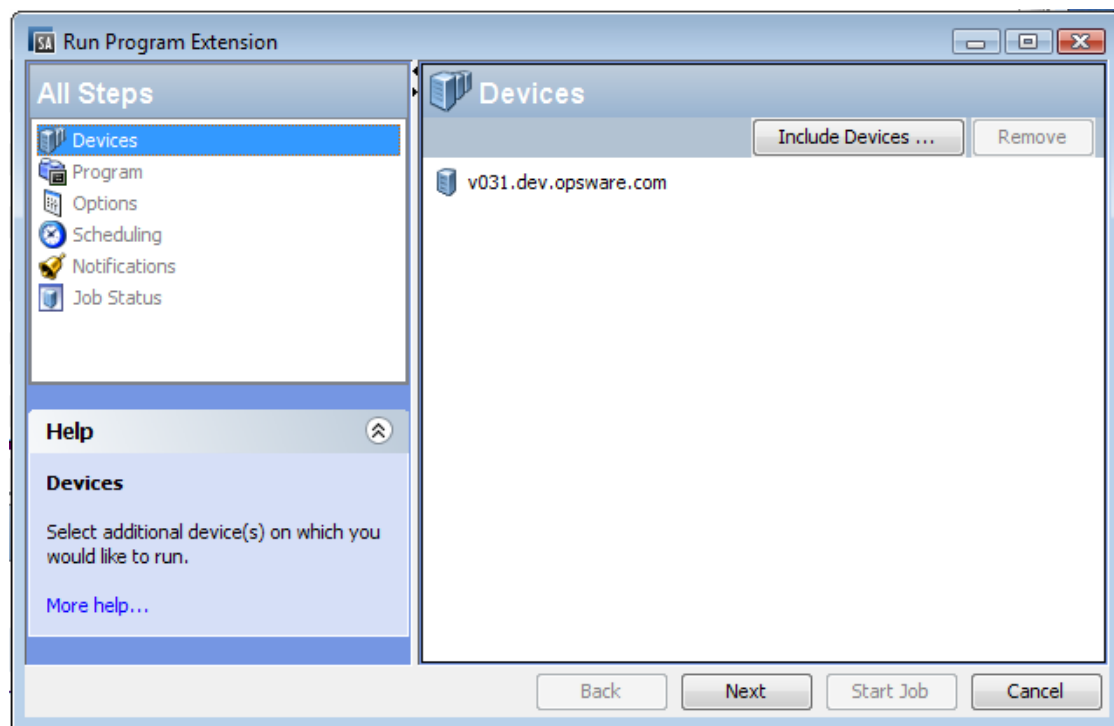 SA Run Program Extension
All Steps
Devices
Program
Options
Scheduling
Notifications
Job Status
Help
Devices
Select additional device(s) on which you
would like to run.
More help...
Devices
Include Devices ...
Remove
v031.dev.opsware.com
Back
Next
Start Job
Cancel